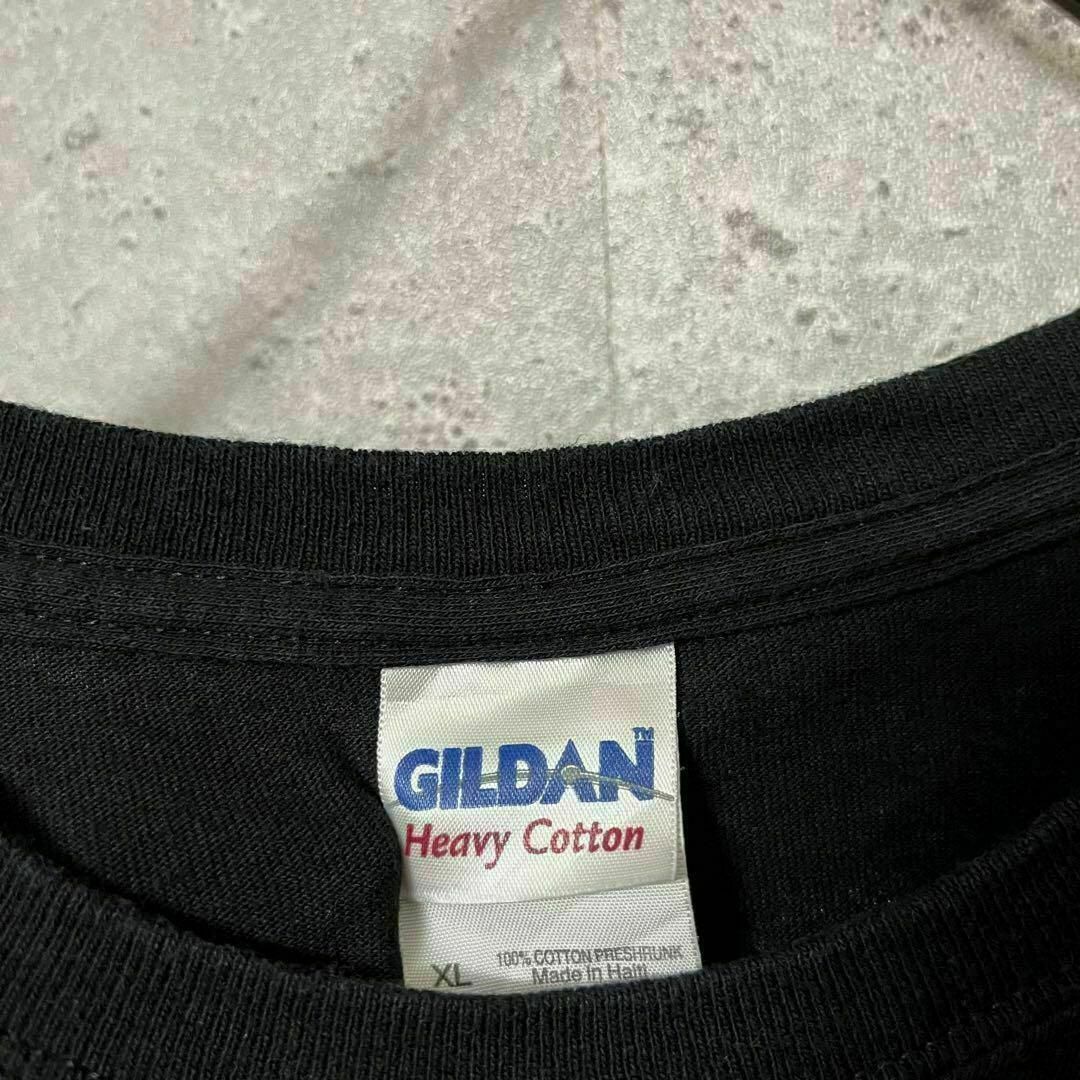 GILDAN™
Heavy Cotton
100% COTTON PRESHRUNK
XL Made in Haiti